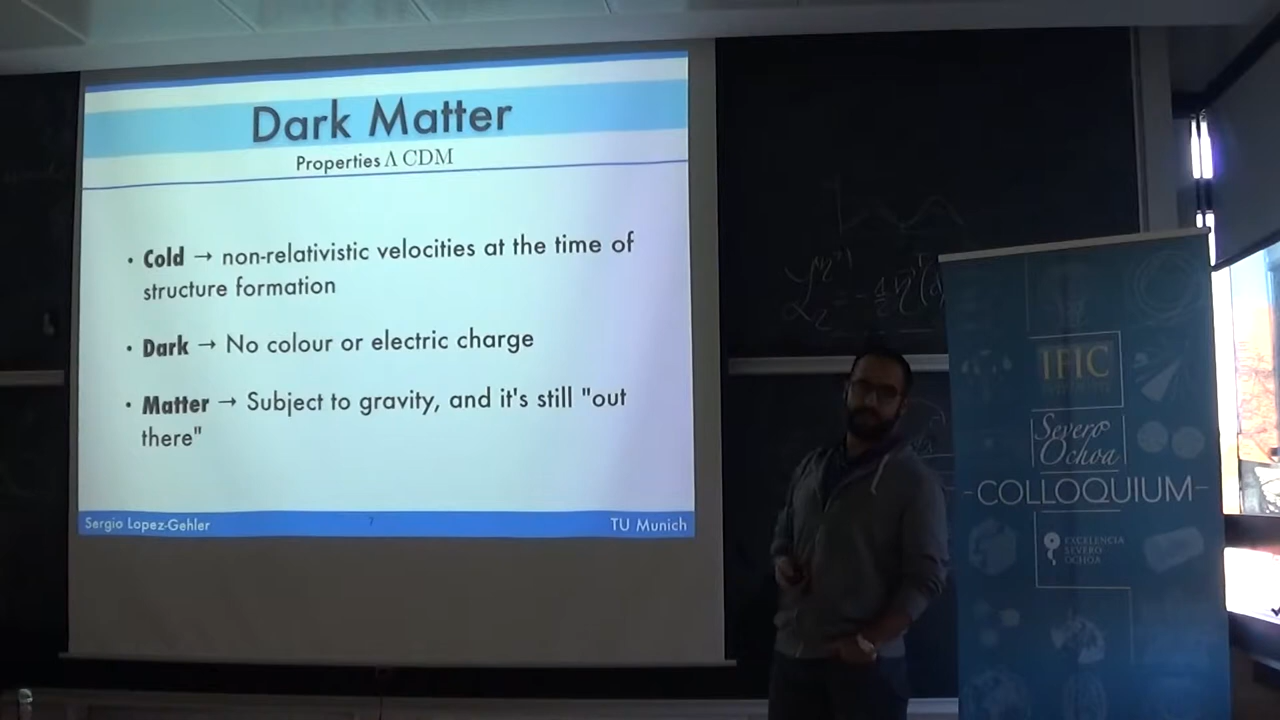 Dark Matter
Properties Λ CDM
• Cold → non-relativistic velocities at the time of
structure formation
• Dark → No colour or electric charge
• Matter → Subject to gravity, and it's still "out
there"
Sergio Lopez-Gehler
7
TU Munich
IFIC
Severo
Ochoa
-COLLOQUIUM-
EXCELENCIA
SEVERO
OCHOA